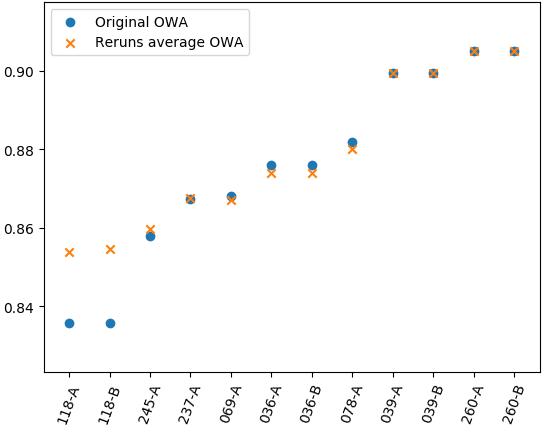 Original OWA
Reruns average OWA
0.90
0.88
0.86
0.84
118-A
118-B
245-A
237-A
069-A
036-A
036-B
078-A
039-A
039-B
260-A
260-B